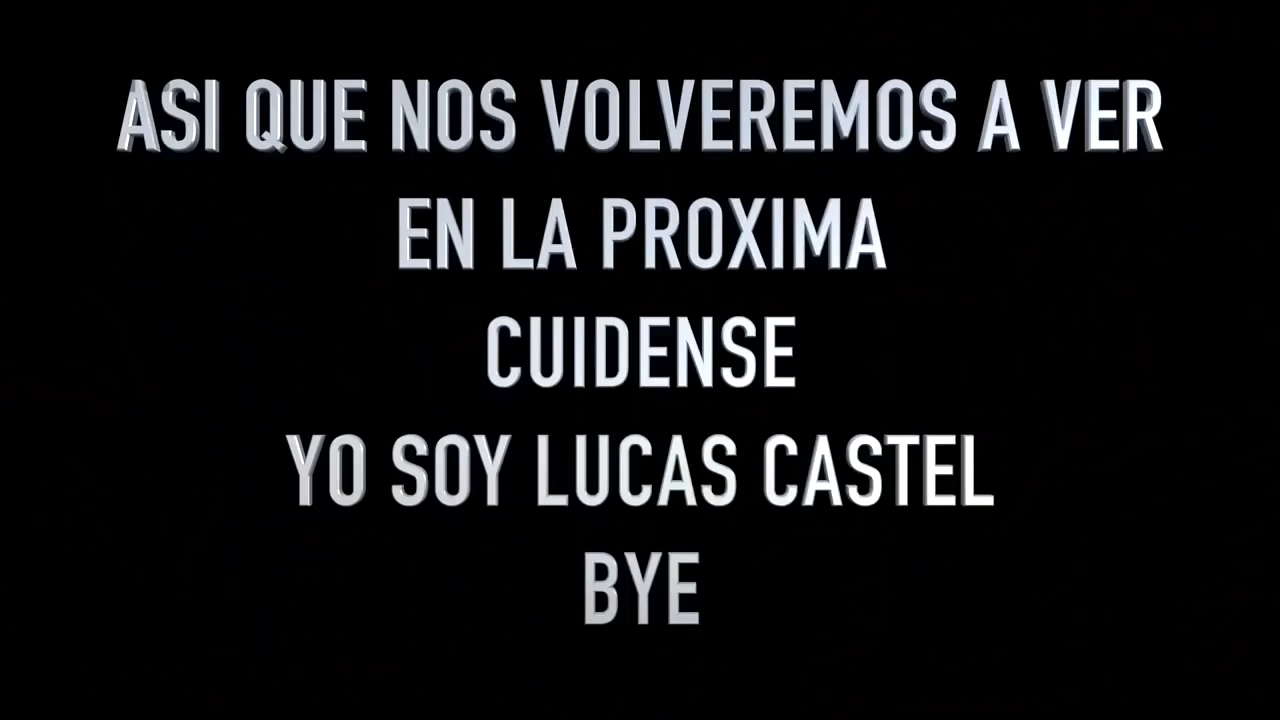 ASI QUE NOS VOLVEREMOS A VER
EN LA PROXIMA
CUIDENSE
YO SOY LUCAS CASTEL
BYE